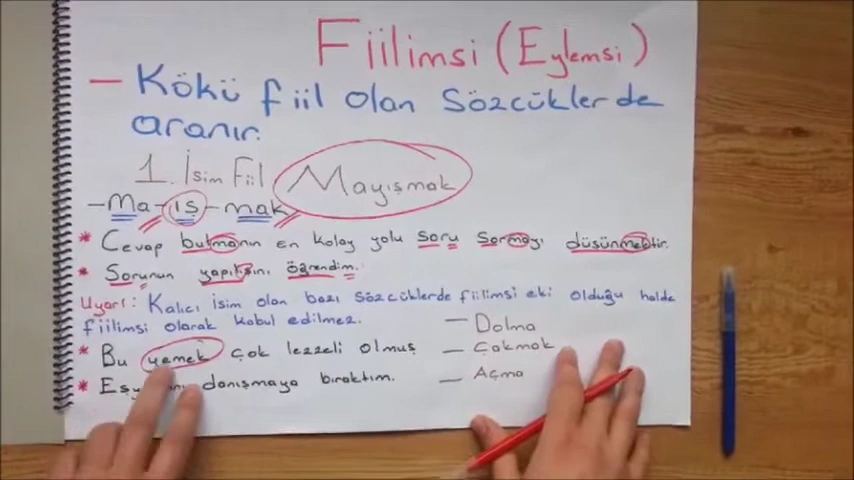 Fiilimsi (Eylemsi)
— Kökü fiil olan Sözcüklerde
aranır.
1. İsim Fiil
Mayışmak
-Ma-ış-mak
* Cevap bulmanın en kolay yolu soru sormayı düşünmektir.
* Sorunun yapılışını öğrendim.
Uyarı: Kalıcı isim olan bazı sözcüklerde fiilimsi eki olduğu halde
fiilimsi olarak kabul edilmez.
* Bu yemek çok lezzeli olmuş
* danışmaya bıraktım.
— Dolma
— Çakmak
— Açma